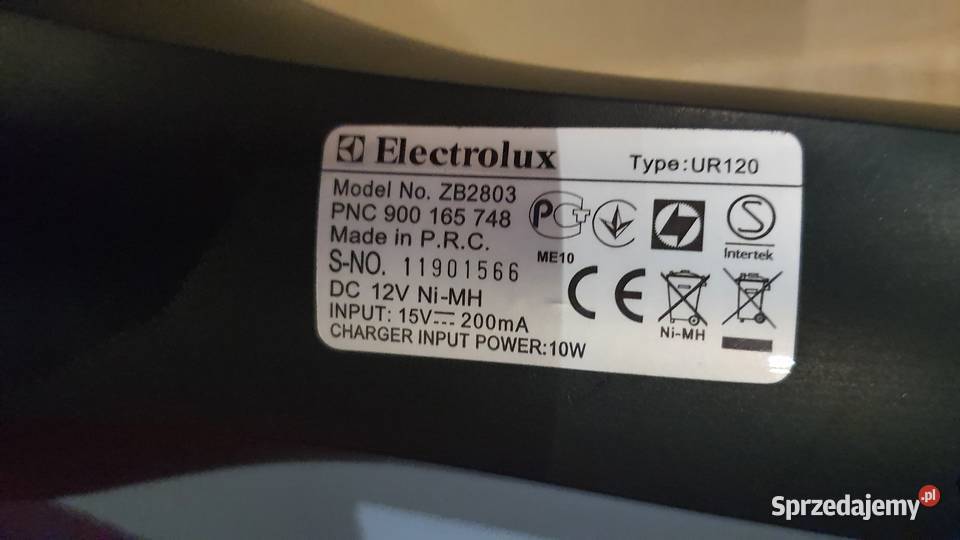 Electrolux
Type:UR120
Model No. ZB2803
PNC 900 165 748
Made in P.R.C.
S-NO. 11901566
DC 12V Ni-MH
INPUT: 15V⎓ 200mA
CHARGER INPUT POWER:10W
PCT
ME10
S
Intertek
CE
Ni-MH
Sprzedajemy.pl